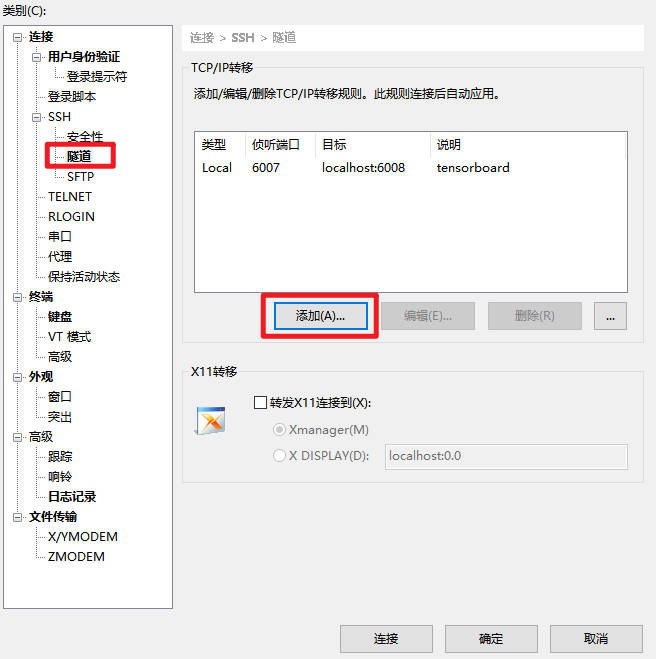 类别(C):
连接
用户身份验证
登录提示符
登录脚本
SSH
安全性
隧道
SFTP
TELNET
RLOGIN
串口
代理
保持活动状态
终端
键盘
VT 模式
高级
外观
窗口
突出
高级
跟踪
响铃
日志记录
文件传输
X/YMODEM
ZMODEM
连接 > SSH > 隧道
TCP/IP转移
添加/编辑/删除TCP/IP转移规则。此规则连接后自动应用。
类型 侦听端口 目标 说明
Local 6007 localhost:6008 tensorboard
添加(A)... 编辑(E)... 删除(R) ...
X11转移
转发X11连接到(X):
Xmanager(M)
X DISPLAY(D): localhost:0.0
连接 确定 取消